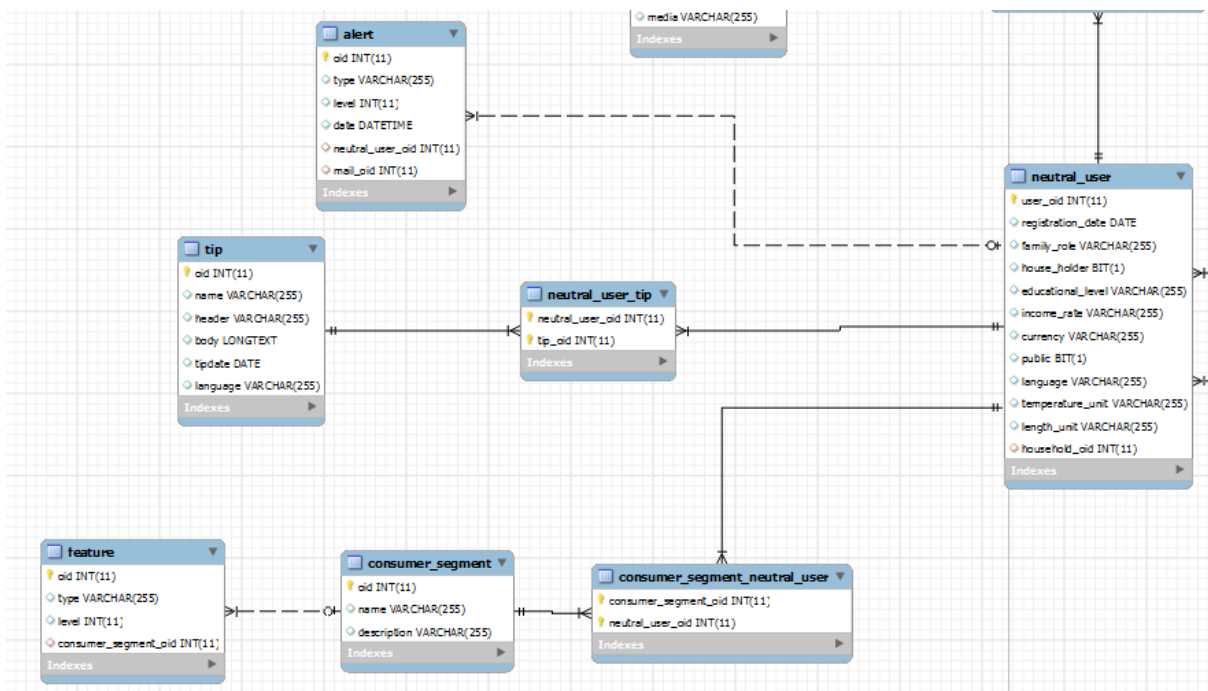 media VARCHAR(255)
Indexes
alert
oid INT(11)
type VARCHAR(255)
level INT(11)
date DATETIME
neutral_user_oid INT(11)
mail_oid INT(11)
Indexes
neutral_user
user_oid INT(11)
registration_date DATE
family_role VARCHAR(255)
house_holder BIT(1)
educational_level VARCHAR(255)
income_rate VARCHAR(255)
currency VARCHAR(255)
public BIT(1)
language VARCHAR(255)
temperature_unit VARCHAR(255)
length_unit VARCHAR(255)
household_oid INT(11)
Indexes
tip
oid INT(11)
name VARCHAR(255)
header VARCHAR(255)
body LONGTEXT
tipdate DATE
language VARCHAR(255)
Indexes
neutral_user_tip
neutral_user_oid INT(11)
tip_oid INT(11)
Indexes
feature
oid INT(11)
type VARCHAR(255)
level INT(11)
consumer_segment_oid INT(11)
Indexes
consumer_segment
oid INT(11)
name VARCHAR(255)
description VARCHAR(255)
Indexes
consumer_segment_neutral_user
consumer_segment_oid INT(11)
neutral_user_oid INT(11)
Indexes